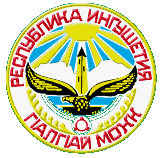 РЕСПУБЛИКА ИНГУШЕТИЯ
ГIАЛГIАЙ МОХК